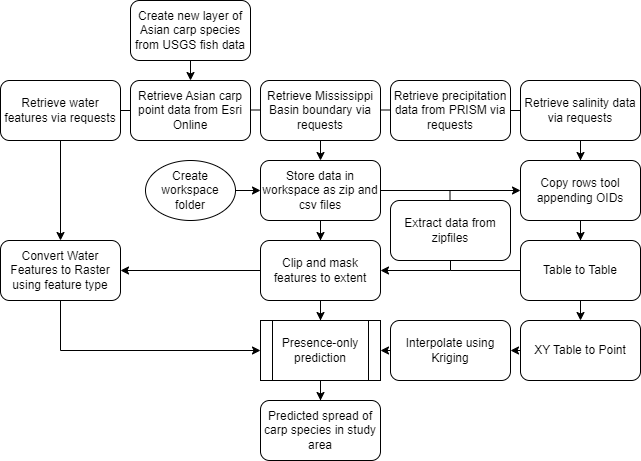 Create new layer of
Asian carp species
from USGS fish data
Retrieve water
features via requests
Retrieve Asian carp
point data from Esri
Online
Retrieve Mississippi
Basin boundary via
requests
Retrieve precipitation
data from PRISM via
requests
Retrieve salinity data
via requests
Create
workspace
folder
Store data in
workspace as zip and
csv files
Copy rows tool
appending OIDs
Extract data from
zipfiles
Convert Water
Features to Raster
using feature type
Clip and mask
features to extent
Table to Table
Presence-only
prediction
Interpolate using
Kriging
XY Table to Point
Predicted spread of
carp species in study
area